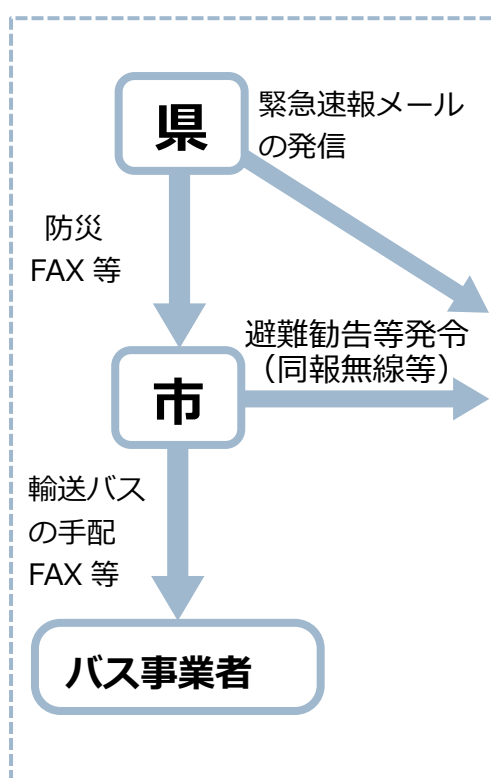 県
緊急速報メール
の発信
防災
FAX 等
避難勧告等発令
（同報無線等）
市
輸送バス
の手配
FAX 等
バス事業者